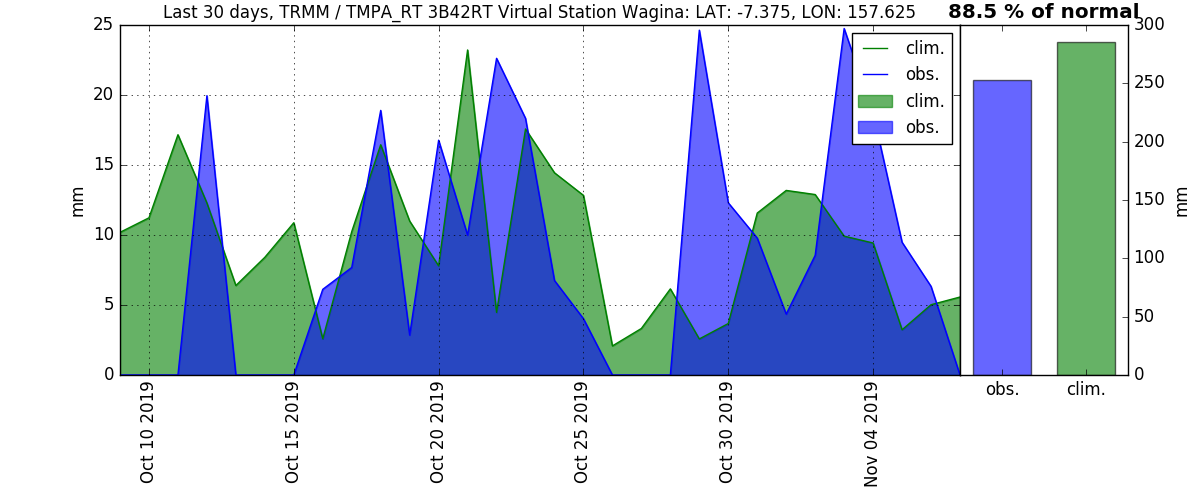 Last 30 days, TRMM / TMPA_RT 3B42RT Virtual Station Wagina: LAT: -7.375, LON: 157.625
88.5 % of normal
25
20
15
10
5
0
mm
clim.
obs.
clim.
obs.
Oct 10 2019
Oct 15 2019
Oct 20 2019
Oct 25 2019
Oct 30 2019
Nov 04 2019
300
250
200
150
100
50
0
mm
obs.
clim.